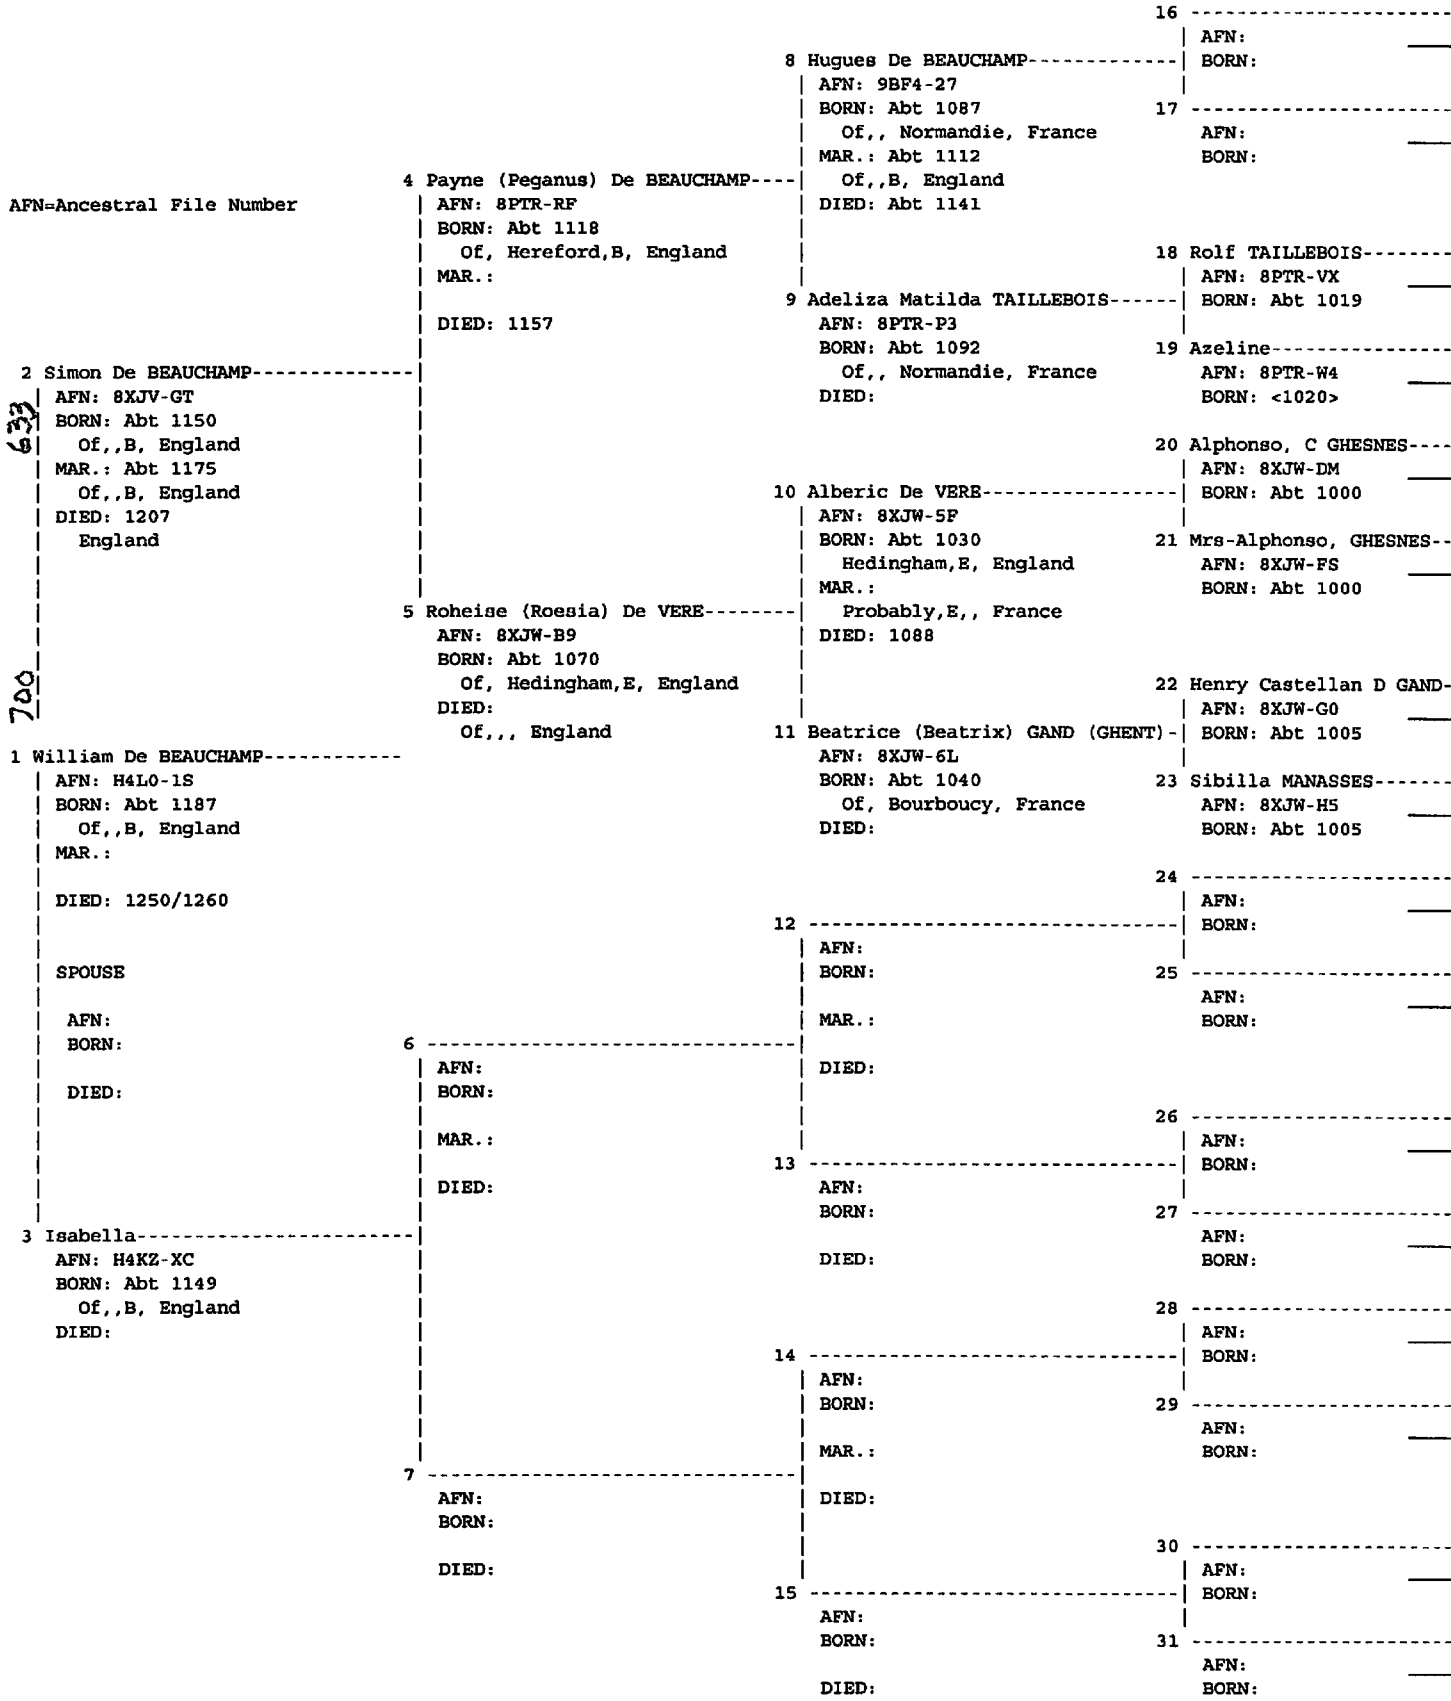 AFN=Ancestral File Number
633
700
1 William De BEAUCHAMP------------
AFN: H4L0-1S
BORN: Abt 1187
Of,,B, England
MAR.:
DIED: 1250/1260
SPOUSE
AFN:
BORN:
DIED:
2 Simon De BEAUCHAMP--------------
AFN: 8XJV-GT
BORN: Abt 1150
Of,,B, England
MAR.: Abt 1175
Of,,B, England
DIED: 1207
England
3 Isabella------------------------
AFN: H4KZ-XC
BORN: Abt 1149
Of,,B, England
DIED:
4 Payne (Peganus) De BEAUCHAMP----
AFN: 8PTR-RF
BORN: Abt 1118
Of, Hereford,B, England
MAR.:
DIED: 1157
5 Roheise (Roesia) De VERE--------
AFN: 8XJW-B9
BORN: Abt 1070
Of, Hedingham,E, England
DIED:
Of,,, England
6 --------------------------------
AFN:
BORN:
MAR.:
DIED:
7 --------------------------------
AFN:
BORN:
DIED:
8 Hugues De BEAUCHAMP-------------
AFN: 9BF4-27
BORN: Abt 1087
Of,, Normandie, France
MAR.: Abt 1112
Of,,B, England
DIED: Abt 1141
9 Adeliza Matilda TAILLEBOIS------
AFN: 8PTR-P3
BORN: Abt 1092
Of,, Normandie, France
DIED:
10 Alberic De VERE-----------------
AFN: 8XJW-5F
BORN: Abt 1030
Hedingham,E, England
MAR.:
Probably,E,, France
DIED: 1088
11 Beatrice (Beatrix) GAND (GHENT)-
AFN: 8XJW-6L
BORN: Abt 1040
Of, Bourboucy, France
DIED:
12 --------------------------------
AFN:
BORN:
MAR.:
DIED:
13 --------------------------------
AFN:
BORN:
DIED:
14 --------------------------------
AFN:
BORN:
MAR.:
DIED:
15 --------------------------------
AFN:
BORN:
DIED:
16 ----------------------
AFN:
BORN:
17 ----------------------
AFN:
BORN:
18 Rolf TAILLEBOIS--------
AFN: 8PTR-VX
BORN: Abt 1019
19 Azeline---------------
AFN: 8PTR-W4
BORN: <1020>
20 Alphonso, C GHESNES----
AFN: 8XJW-DM
BORN: Abt 1000
21 Mrs-Alphonso, GHESNES--
AFN: 8XJW-FS
BORN: Abt 1000
22 Henry Castellan D GAND-
AFN: 8XJW-G0
BORN: Abt 1005
23 Sibilla MANASSES-------
AFN: 8XJW-H5
BORN: Abt 1005
24 ----------------------
AFN:
BORN:
25 ----------------------
AFN:
BORN:
26 ----------------------
AFN:
BORN:
27 ----------------------
AFN:
BORN:
28 ----------------------
AFN:
BORN:
29 ----------------------
AFN:
BORN:
30 ----------------------
AFN:
BORN:
31 ----------------------
AFN:
BORN: